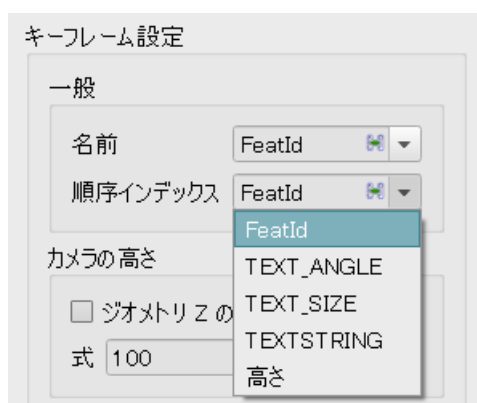 キーフレーム設定
一般
名前 FeatId
順序インデックス FeatId
FeatId
カメラの高さ
TEXT_ANGLE
ジオメトリ Z の
TEXT_SIZE
TEXTSTRING
式 100
高さ